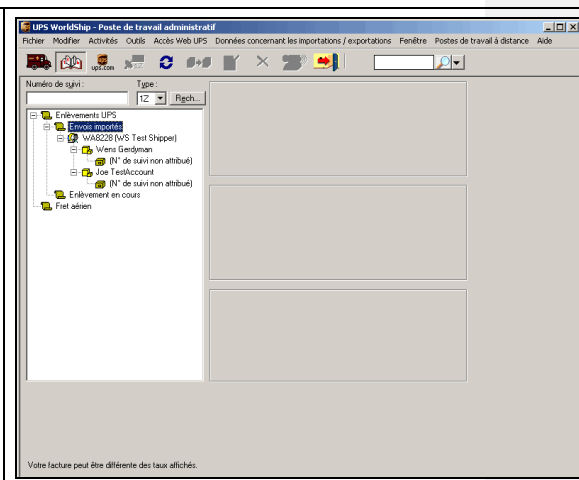 UPS WorldShip - Poste de travail administratif
Fichier Modifier Activités Outils Accès Web UPS Données concernant les importations / exportations Fenêtre Postes de travail à distance Aide
ups.com
Numéro de suivi : Type :
1Z Rech...
Enlèvements UPS
Envois importés
WA8228 (WS Test Shipper)
Wens Gerdyman
(N° de suivi non attribué)
Joe TestAccount
(N° de suivi non attribué)
Enlèvement en cours
Fret aérien
Votre facture peut être différente des taux affichés.